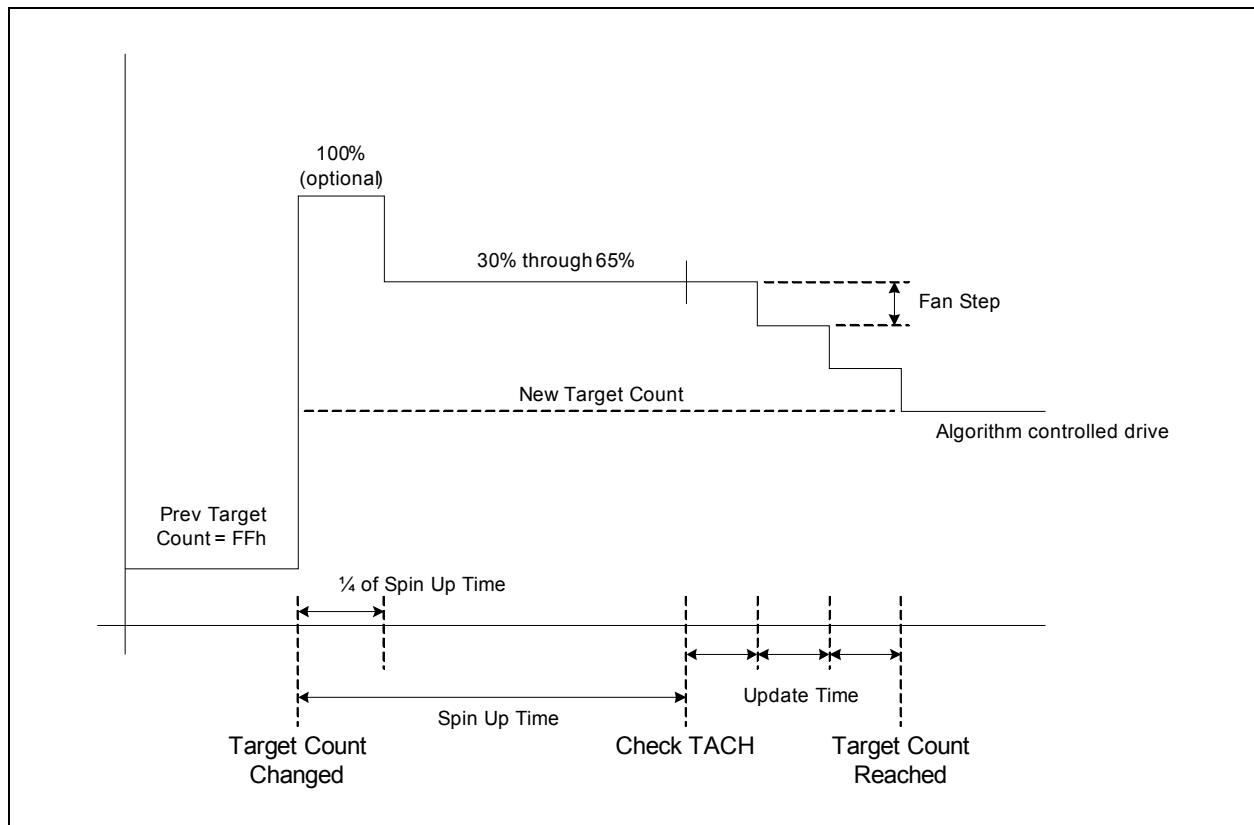 100%
(optional)
30% through 65%
Fan Step
New Target Count
Algorithm controlled drive
Prev Target
Count = FFh
¼ of Spin Up Time
Update Time
Spin Up Time
Target Count
Changed
Check TACH
Target Count
Reached